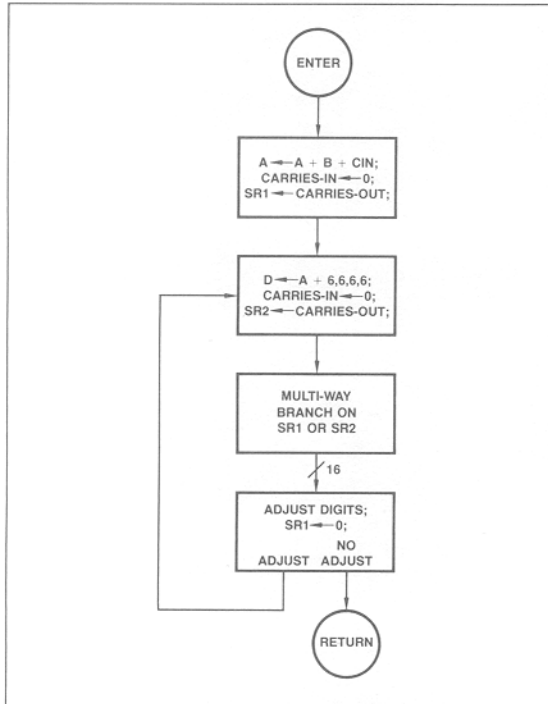 ENTER
A ← A + B + CIN;
CARRIES-IN ← 0;
SR1 ← CARRIES-OUT;
D ← A + 6,6,6,6;
CARRIES-IN ← 0;
SR2 ← CARRIES-OUT;
MULTI-WAY
BRANCH ON
SR1 OR SR2
16
ADJUST DIGITS;
SR1 ← 0;
NO
ADJUST ADJUST
RETURN